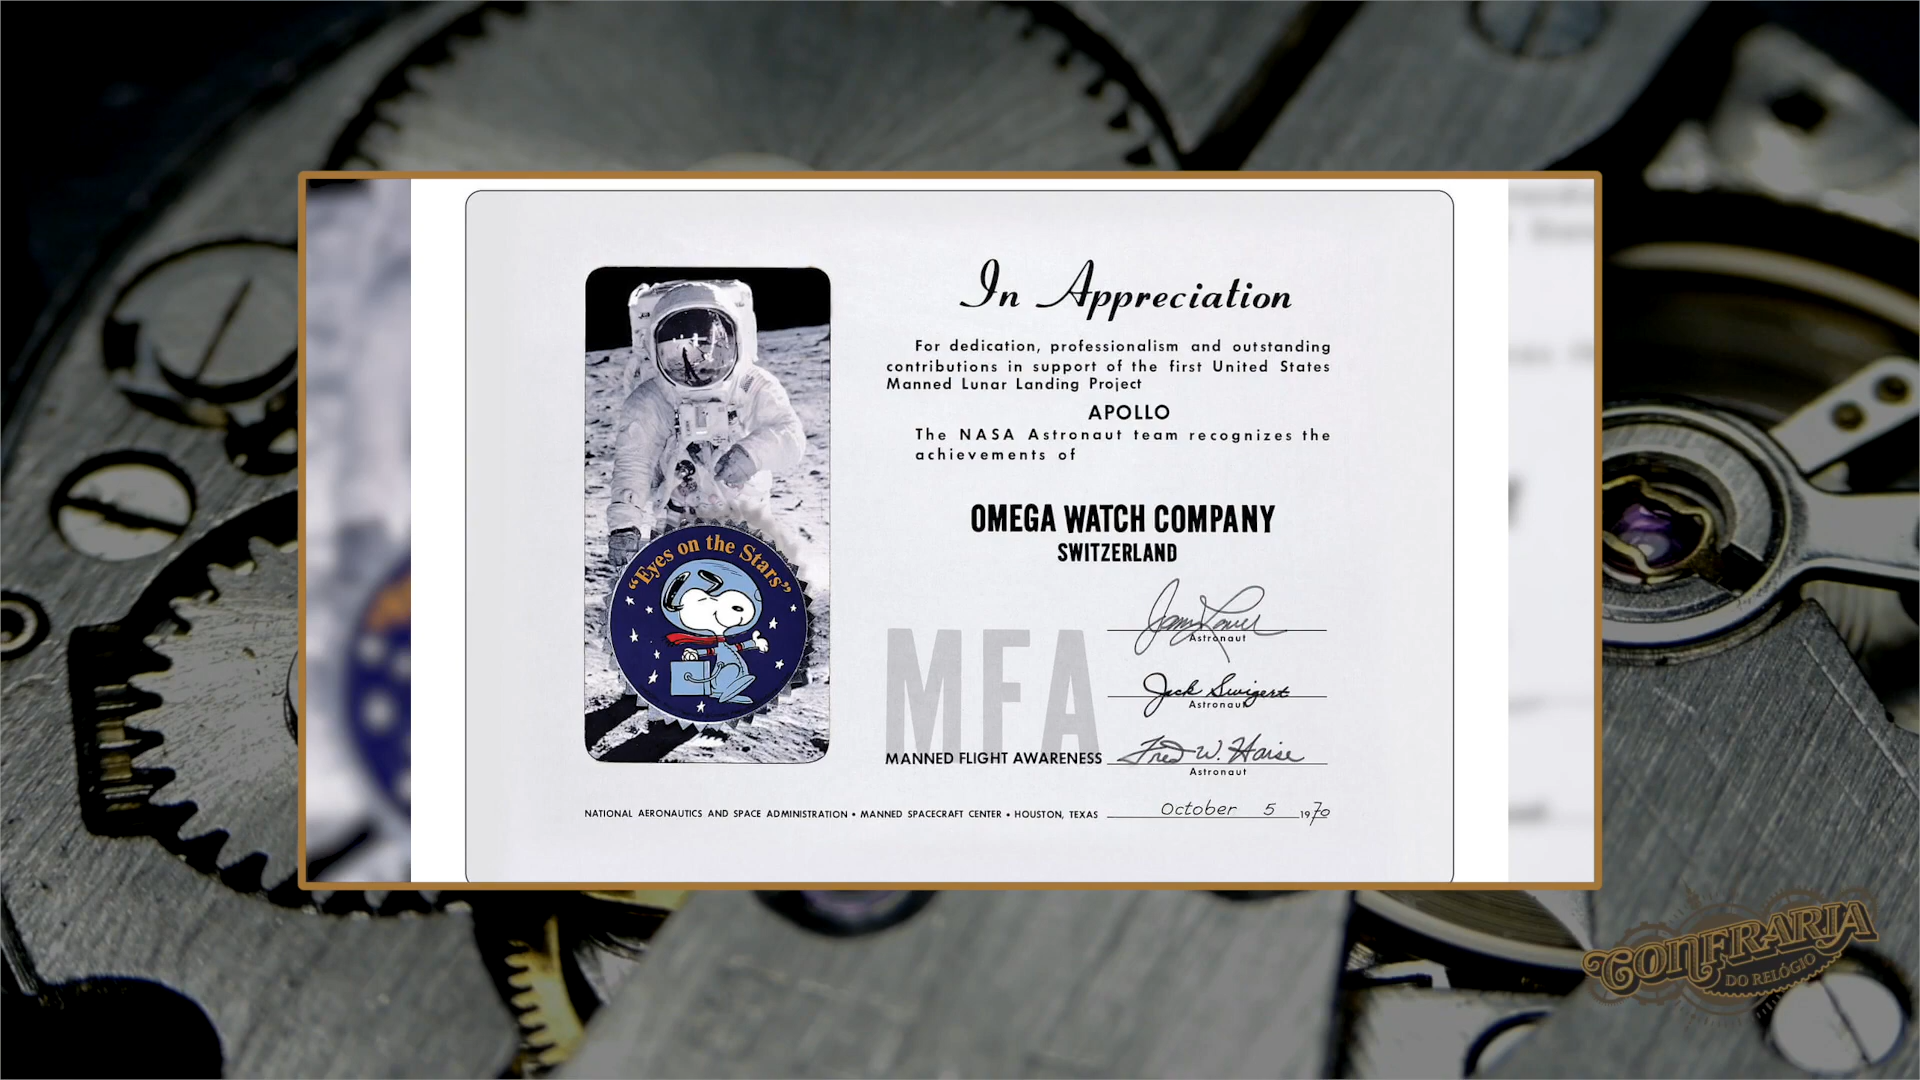 In Appreciation
For dedication, professionalism and outstanding
contributions in support of the first United States
Manned Lunar Landing Project
APOLLO
The NASA Astronaut team recognizes the
achievements of
OMEGA WATCH COMPANY
SWITZERLAND
"Eyes on the Stars"
Astronaut
Jack Swigert
Astronaut
MFA
MANNED FLIGHT AWARENESS
Fred W. Haise
Astronaut
NATIONAL AERONAUTICS AND SPACE ADMINISTRATION • MANNED SPACECRAFT CENTER • HOUSTON, TEXAS
October 5 1970
CONFRARIA
DO RELÓGIO